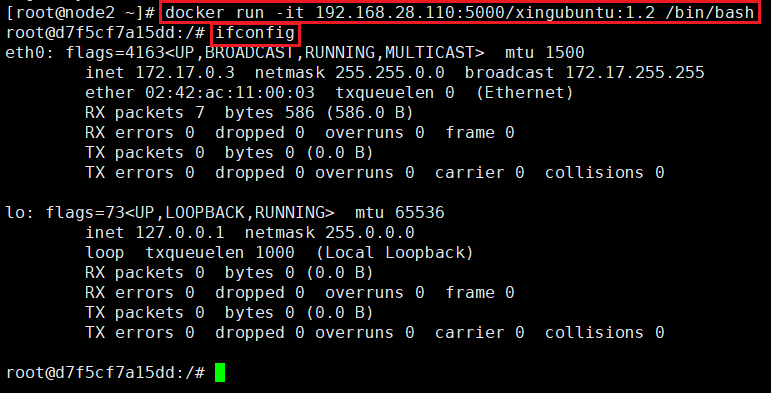 [root@node2 ~]# docker run -it 192.168.28.110:5000/xingubuntu:1.2 /bin/bash
root@d7f5cf7a15dd:/# ifconfig
eth0: flags=4163<UP,BROADCAST,RUNNING,MULTICAST>  mtu 1500
        inet 172.17.0.3  netmask 255.255.0.0  broadcast 172.17.255.255
        ether 02:42:ac:11:00:03  txqueuelen 0  (Ethernet)
        RX packets 7  bytes 586 (586.0 B)
        RX errors 0  dropped 0  overruns 0  frame 0
        TX packets 0  bytes 0 (0.0 B)
        TX errors 0  dropped 0 overruns 0  carrier 0  collisions 0

lo: flags=73<UP,LOOPBACK,RUNNING>  mtu 65536
        inet 127.0.0.1  netmask 255.0.0.0
        loop  txqueuelen 1000  (Local Loopback)
        RX packets 0  bytes 0 (0.0 B)
        RX errors 0  dropped 0  overruns 0  frame 0
        TX packets 0  bytes 0 (0.0 B)
        TX errors 0  dropped 0 overruns 0  carrier 0  collisions 0

root@d7f5cf7a15dd:/#